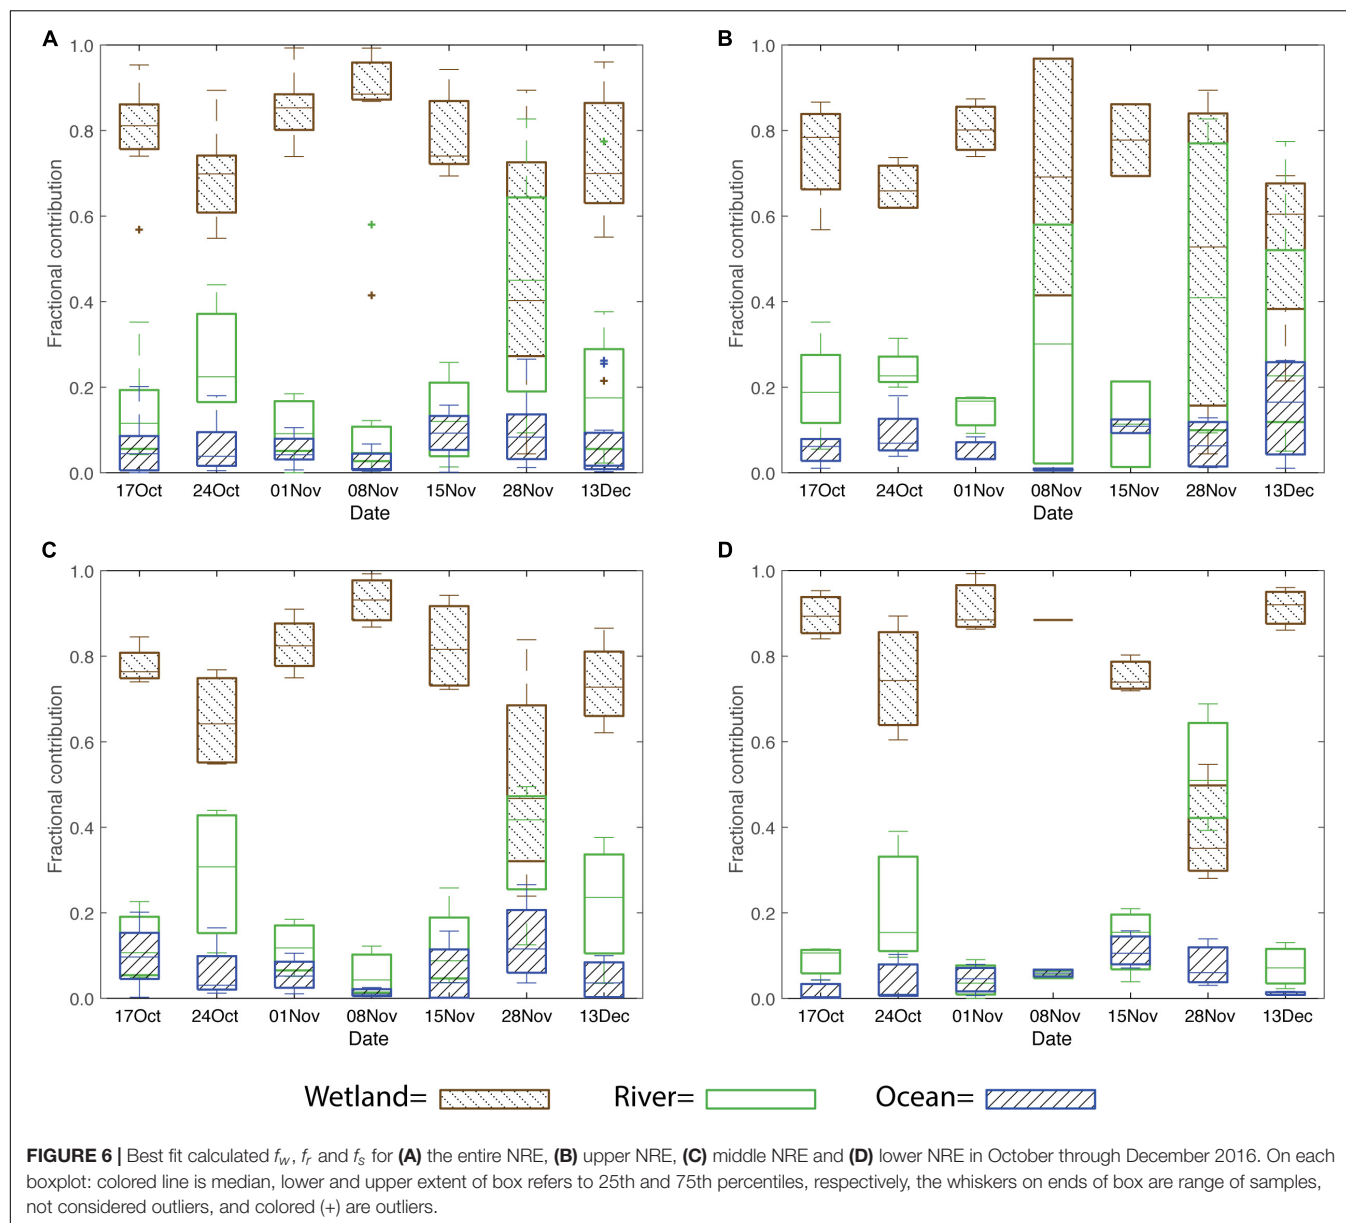 A
1.0
0.8
0.6
0.4
0.2
0.0
Fractional contribution
17Oct 24Oct 01Nov 08Nov 15Nov 28Nov 13Dec
Date
B
1.0
0.8
0.6
0.4
0.2
0.0
Fractional contribution
17Oct 24Oct 01Nov 08Nov 15Nov 28Nov 13Dec
Date
C
1.0
0.8
0.6
0.4
0.2
0.0
Fractional contribution
17Oct 24Oct 01Nov 08Nov 15Nov 28Nov 13Dec
Date
D
1.0
0.8
0.6
0.4
0.2
0.0
Fractional contribution
17Oct 24Oct 01Nov 08Nov 15Nov 28Nov 13Dec
Date
Wetland= River= Ocean=
FIGURE 6 | Best fit calculated fw, fr and fs for (A) the entire NRE, (B) upper NRE, (C) middle NRE and (D) lower NRE in October through December 2016. On each
boxplot: colored line is median, lower and upper extent of box refers to 25th and 75th percentiles, respectively, the whiskers on ends of box are range of samples,
not considered outliers, and colored (+) are outliers.